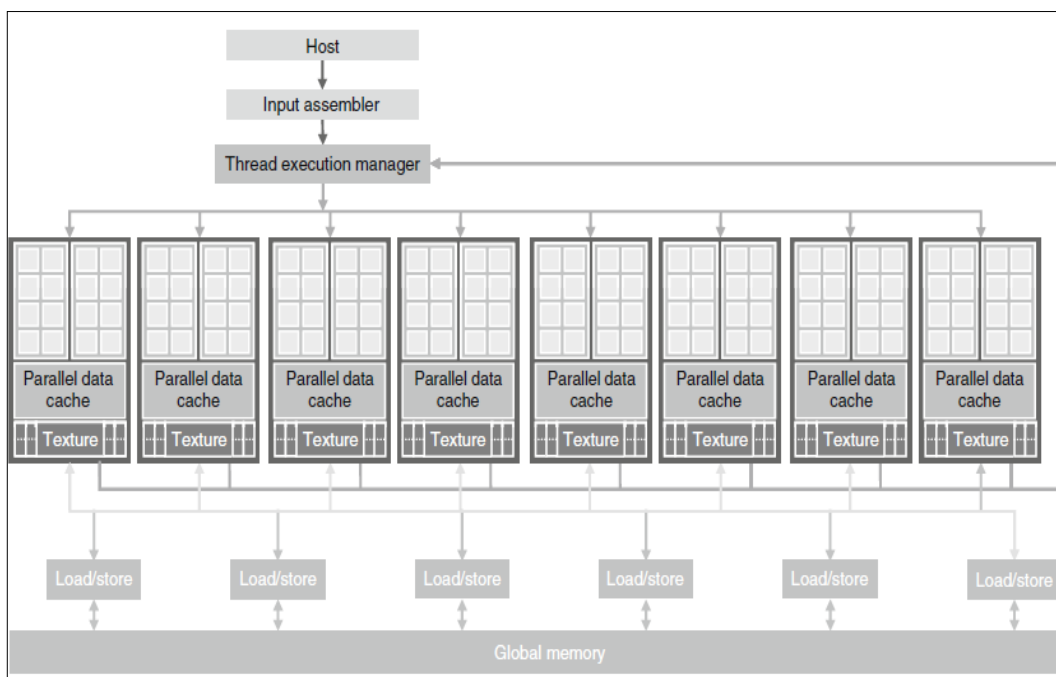 Host
Input assembler
Thread execution manager
Parallel data
cache
Texture
Parallel data
cache
Texture
Parallel data
cache
Texture
Parallel data
cache
Texture
Parallel data
cache
Texture
Parallel data
cache
Texture
Parallel data
cache
Texture
Parallel data
cache
Texture
Load/store
Load/store
Load/store
Load/store
Load/store
Load/store
Global memory